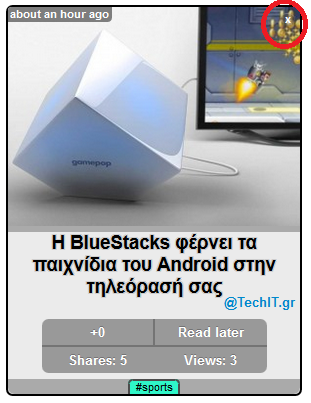 about an hour ago
x
gamepop
Η BlueStacks φέρνει τα
παιχνίδια του Android στην
τηλεόρασή σας
@TechIT.gr
+0 Read later
Shares: 5 Views: 3
#sports